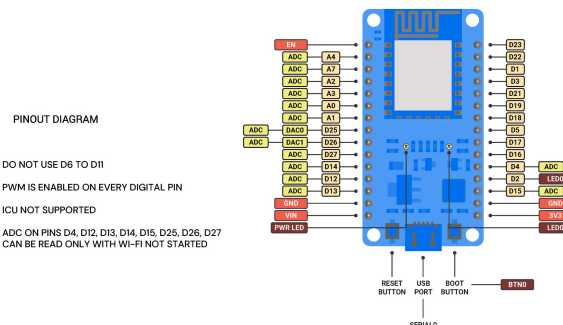 PINOUT DIAGRAM
DO NOT USE D6 TO D11
PWM IS ENABLED ON EVERY DIGITAL PIN
ICU NOT SUPPORTED
ADC ON PINS D4, D12, D13, D14, D15, D25, D26, D27
CAN BE READ ONLY WITH WI-FI NOT STARTED
EN
ADC A4
ADC A7
ADC A2
ADC A3
ADC A0
ADC A1
ADC DAC0 D25
ADC DAC1 D26
ADC D27
ADC D14
ADC D12
ADC D13
GND
VIN
PWR LED
D23
D22
D1
D3
D21
D19
D18
D5
D17
D16
D4 ADC
D2 LED0
D15 ADC
GND
3V3
LED0
RESET BUTTON
USB PORT
BOOT BUTTON
BTN0
SERIAL0